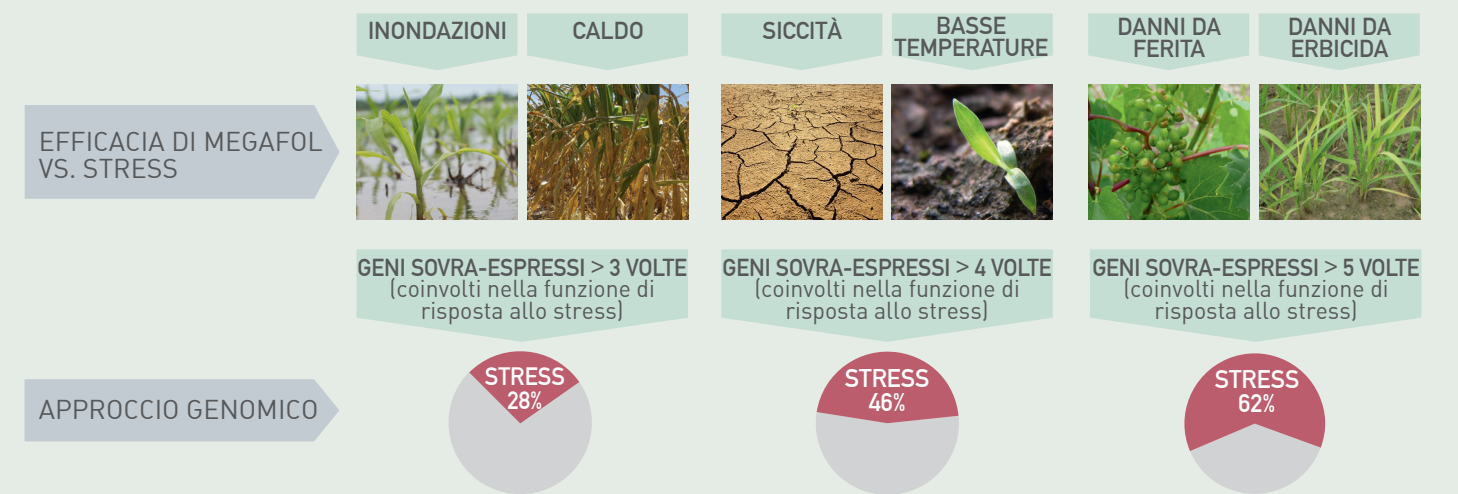 INONDAZIONI
CALDO
SICCITÀ
BASSE
TEMPERATURE
DANNI DA
FERITA
DANNI DA
ERBICIDA
EFFICACIA DI MEGAFOL
VS. STRESS
GENI SOVRA-ESPRESSI > 3 VOLTE
(coinvolti nella funzione di
risposta allo stress)
GENI SOVRA-ESPRESSI > 4 VOLTE
(coinvolti nella funzione di
risposta allo stress)
GENI SOVRA-ESPRESSI > 5 VOLTE
(coinvolti nella funzione di
risposta allo stress)
APPROCCIO GENOMICO
STRESS
28%
STRESS
46%
STRESS
62%